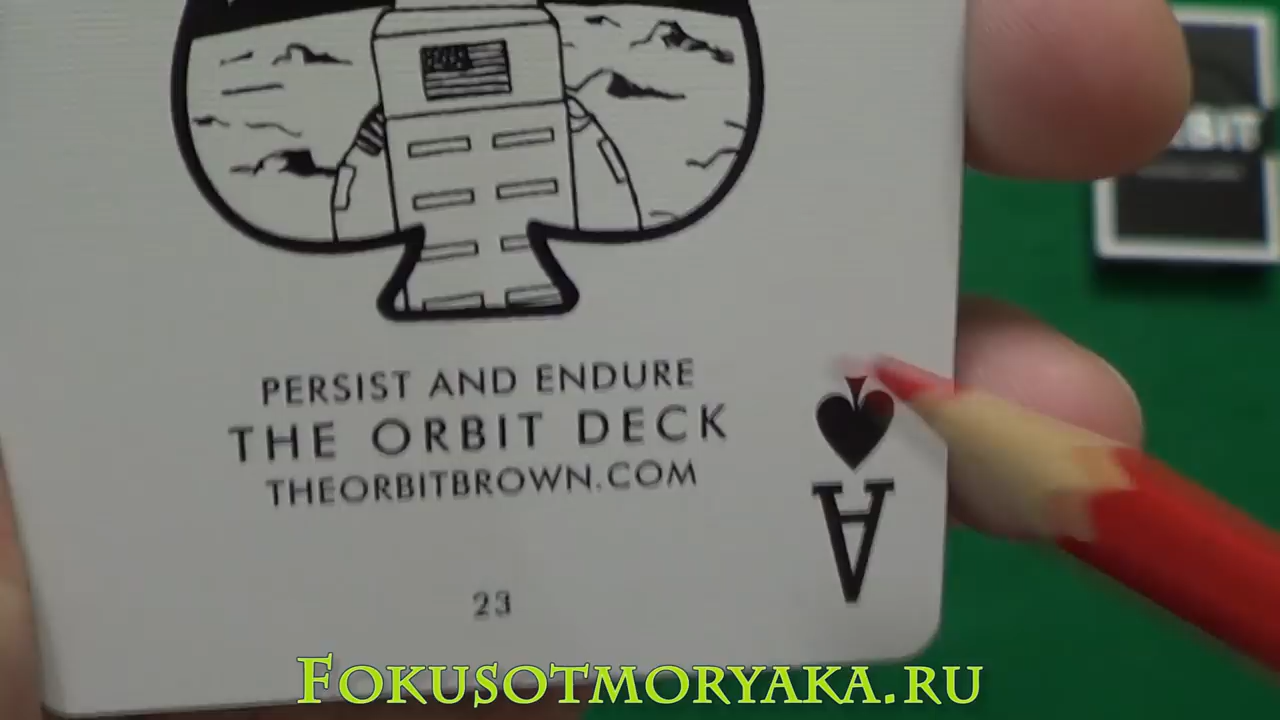 PERSIST AND ENDURE
THE ORBIT DECK
THEORBITBROWN.COM
23
A
FOKUSOTMORYAKA.RU